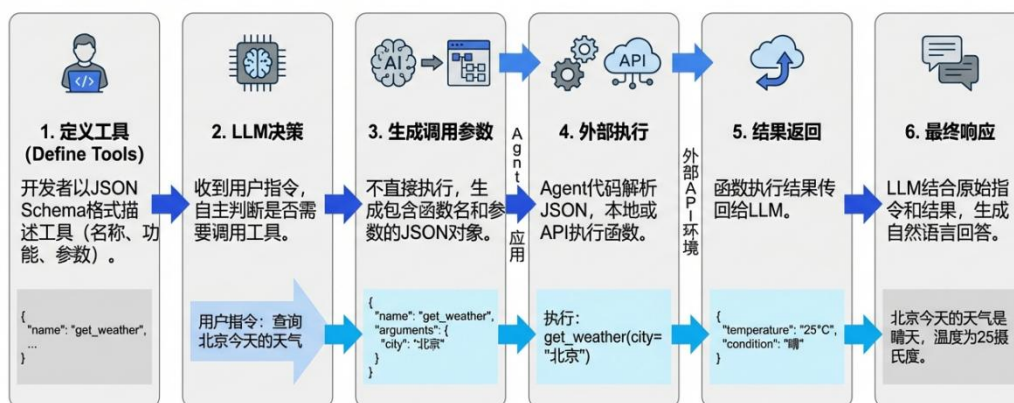 AI
API
1. 定义工具
(Define Tools)
开发者以JSON
Schema格式描
述工具（名称、功
能、参数）。
{
"name": "get_weather",
...
}
2. LLM决策
收到用户指令，
自主判断是否需
要调用工具。
用户指令：查询
北京今天的天气
3. 生成调用参数
不直接执行，生
成包含函数名和参
数的JSON对象。
{
"name": "get_weather",
"arguments": {
"city": "北京"
}
}
Agnt 应用
4. 外部执行
Agent代码解析
JSON，本地或
API执行函数。
执行:
get_weather(city=
"北京")
外部API环境
5. 结果返回
函数执行结果传
回给LLM。
{
"temperature": "25°C",
"condition": "晴"
}
6. 最终响应
LLM结合原始指
令和结果，生成
自然语言回答。
北京今天的天气是
晴天，温度为25摄
氏度。